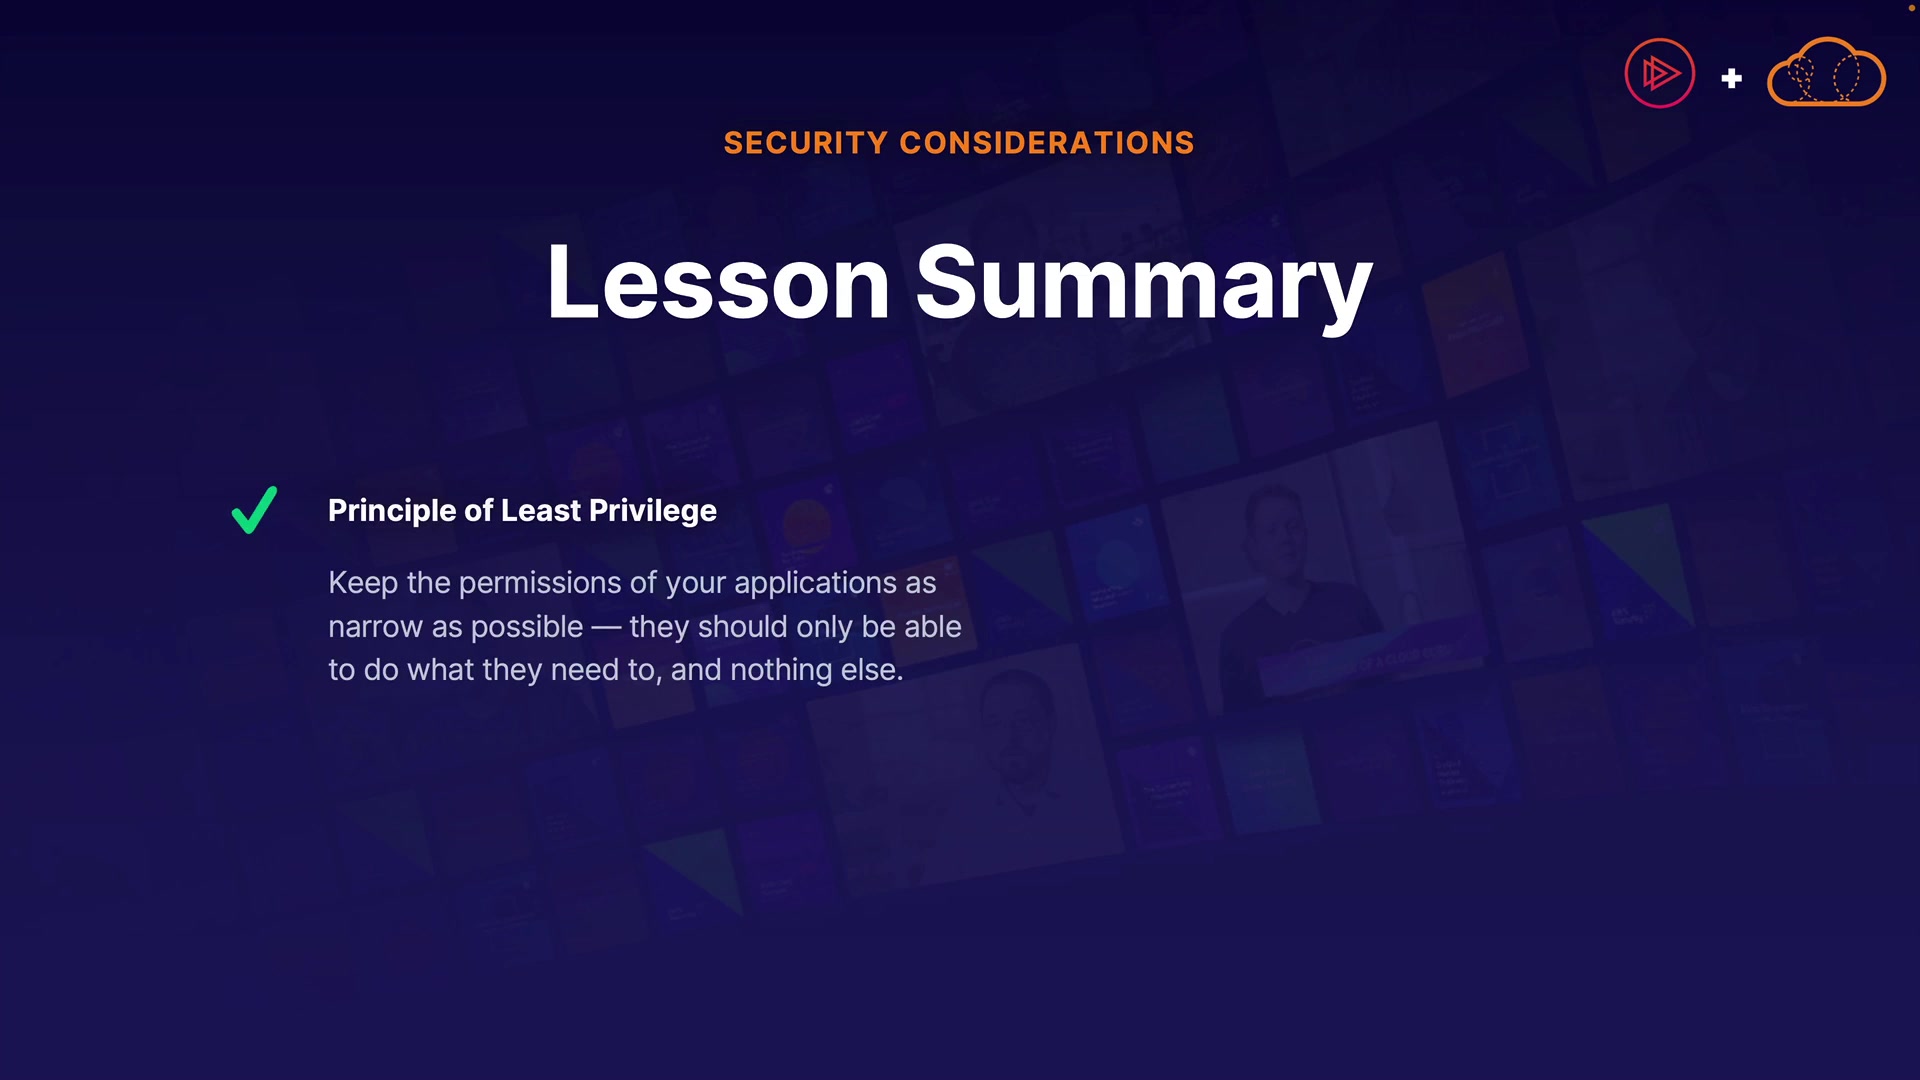 SECURITY CONSIDERATIONS
Lesson Summary
Principle of Least Privilege
Keep the permissions of your applications as
narrow as possible — they should only be able
to do what they need to, and nothing else.